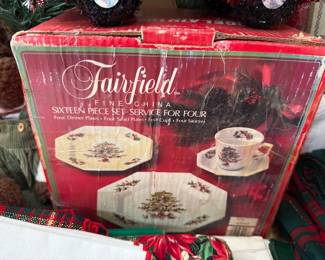 Fairfield
FINE CHINA
SIXTEEN PIECE SET - SERVICE FOR FOUR
Four Dinner Plates • Four Salad Plates • Four Cups • Four Saucers